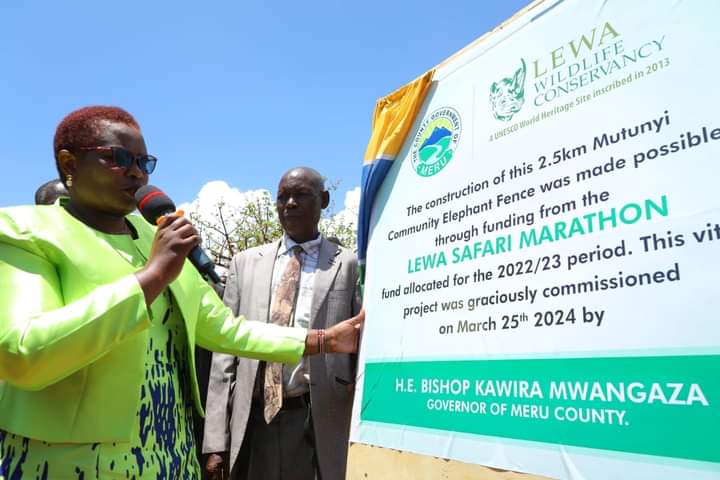 LEWA
WILDLIFE
CONSERVANCY
A UNESCO World Heritage Site inscribed in 2013
THE COUNTY GOVERNMENT OF
MERU
The construction of this 2.5km Mutunyi
Community Elephant Fence was made possible
through funding from the
LEWA SAFARI MARATHON
fund allocated for the 2022/23 period. This vit
project was graciously commissioned
on March 25th 2024 by
H.E. BISHOP KAWIRA MWANGAZA
GOVERNOR OF MERU COUNTY.